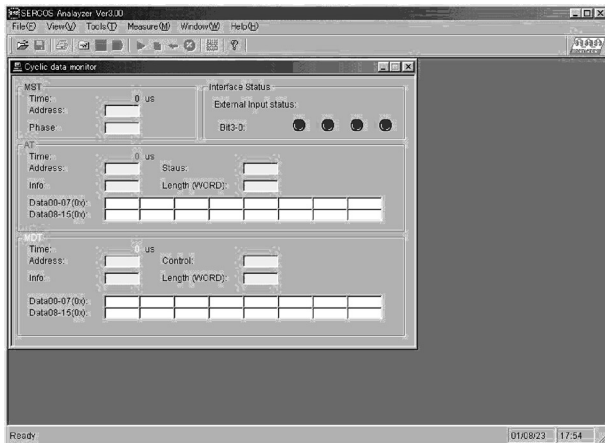 SERCOS Analayzer Ver3.00
File(F) View(V) Tools(T) Measure(M) Window(W) Help(H)
Cyclic data monitor
MST
Time: 0 us
Address:
Phase
Interface Status
External Input status:
Bit3-0:
AT
Time: 0 us
Address: Staus:
Info: Length (WORD):
Data00-07(0x):
Data08-15(0x):
MDT
Time: 0 us
Address: Control:
Info: Length (WORD):
Data00-07(0x):
Data08-15(0x):
Ready 01/08/23 17:54